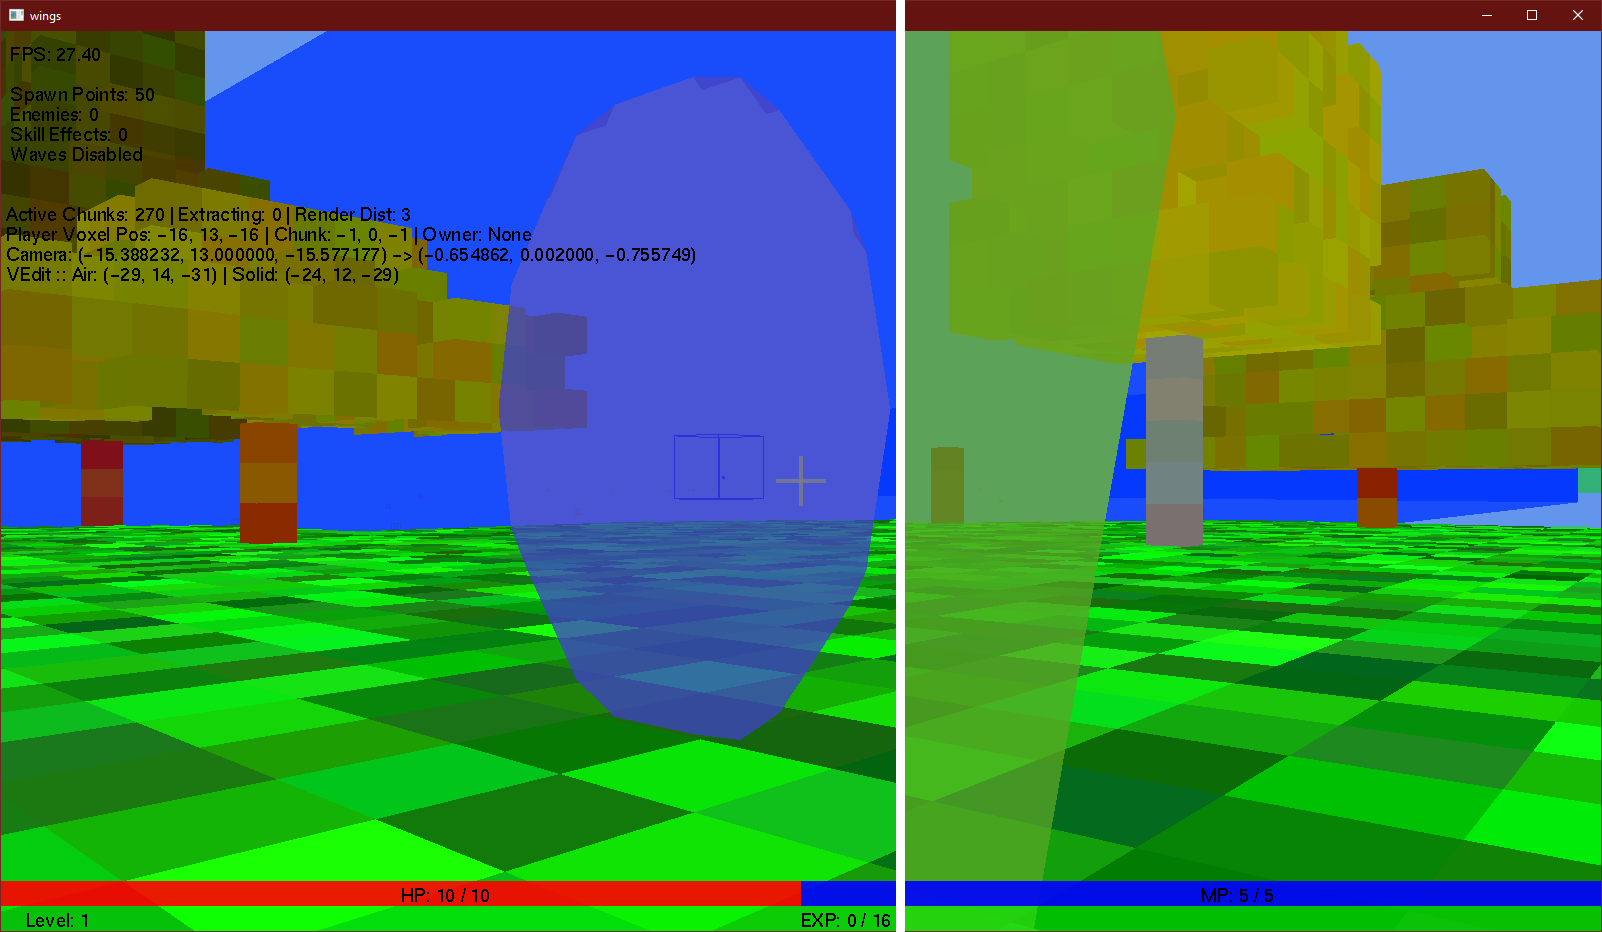 wings
FPS: 27.40
Spawn Points: 50
Enemies: 0
Skill Effects: 0
Waves Disabled
Active Chunks: 270 | Extracting: 0 | Render Dist: 3
Player Voxel Pos: -16, 13, -16 | Chunk: -1, 0, -1 | Owner: None
Camera: (-15.388232, 13.000000, -15.577177) -> (-0.654862, 0.002000, -0.755749)
VEdit :: Air: (-29, 14, -31) | Solid: (-24, 12, -29)
HP: 10 / 10
MP: 5 / 5
Level: 1
EXP: 0 / 16